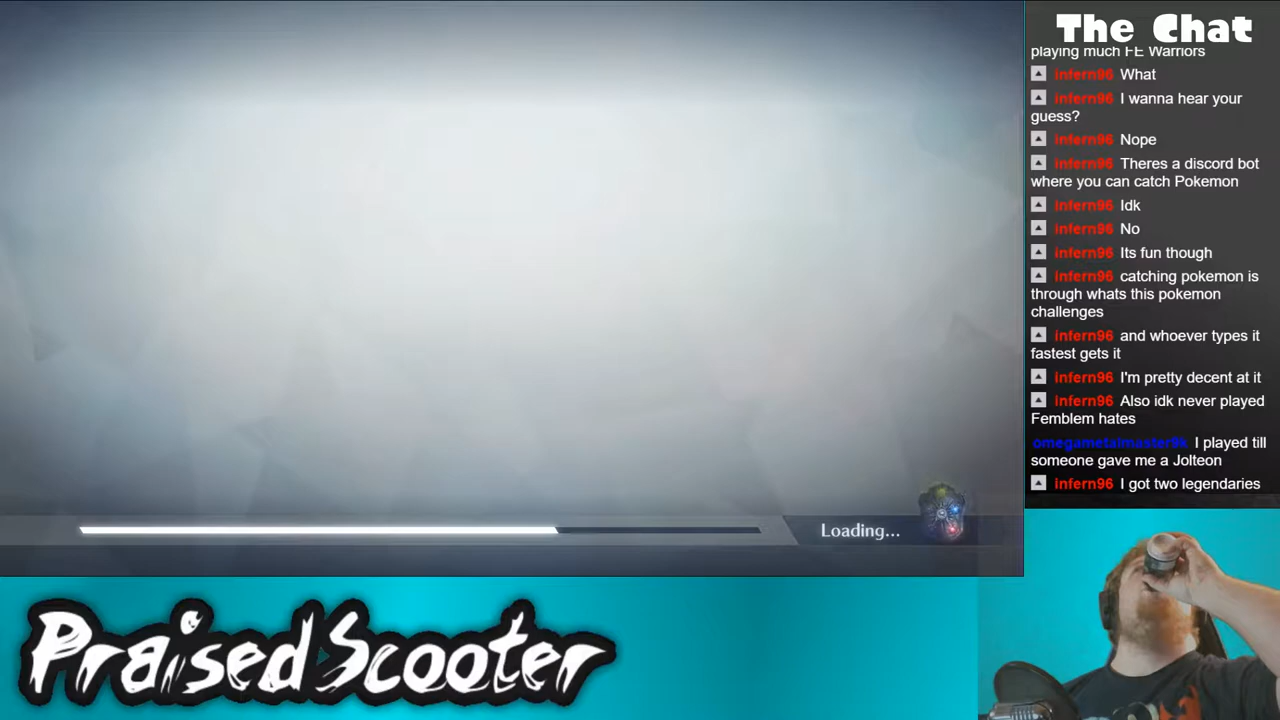 The Chat
playing much FE Warriors
infern96 What
infern96 I wanna hear your
guess?
infern96 Nope
infern96 Theres a discord bot
where you can catch Pokemon
infern96 Idk
infern96 No
infern96 Its fun though
infern96 catching pokemon is
through whats this pokemon
challenges
infern96 and whoever types it
fastest gets it
infern96 I'm pretty decent at it
infern96 Also idk never played
Femblem hates
omegametalmaster9k I played till
someone gave me a Jolteon
infern96 I got two legendaries
Loading...
PraisedScooter